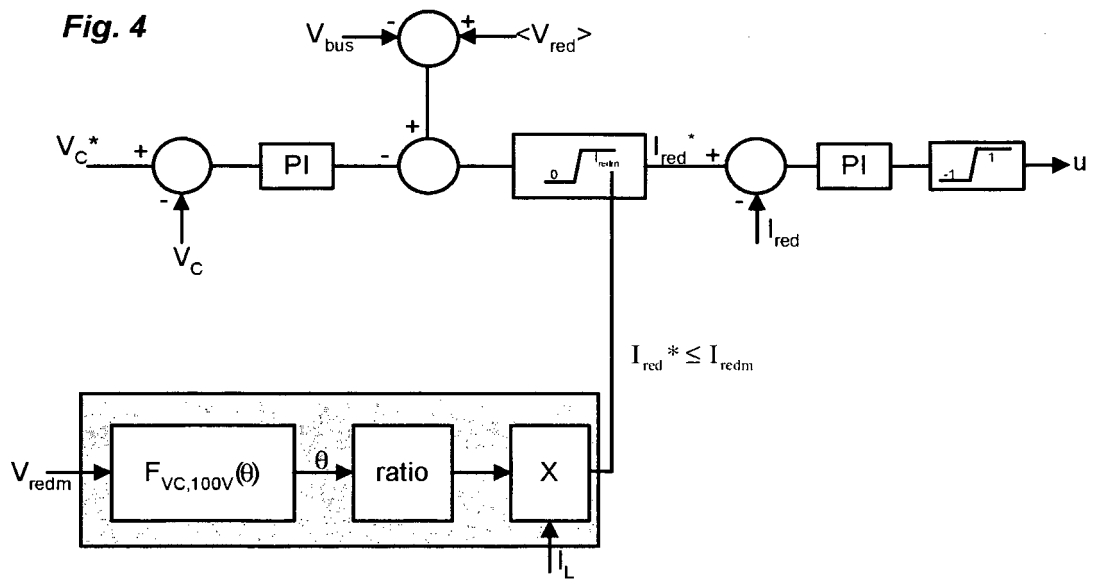 Fig. 4
V_bus - + <V_red>
V_C* + - PI - + 0 I_redm I_red* + - PI -1 1 u
V_C
I_red
I_red* ≤ I_redm
V_redm F_VC,100V(θ) θ ratio X
I_L